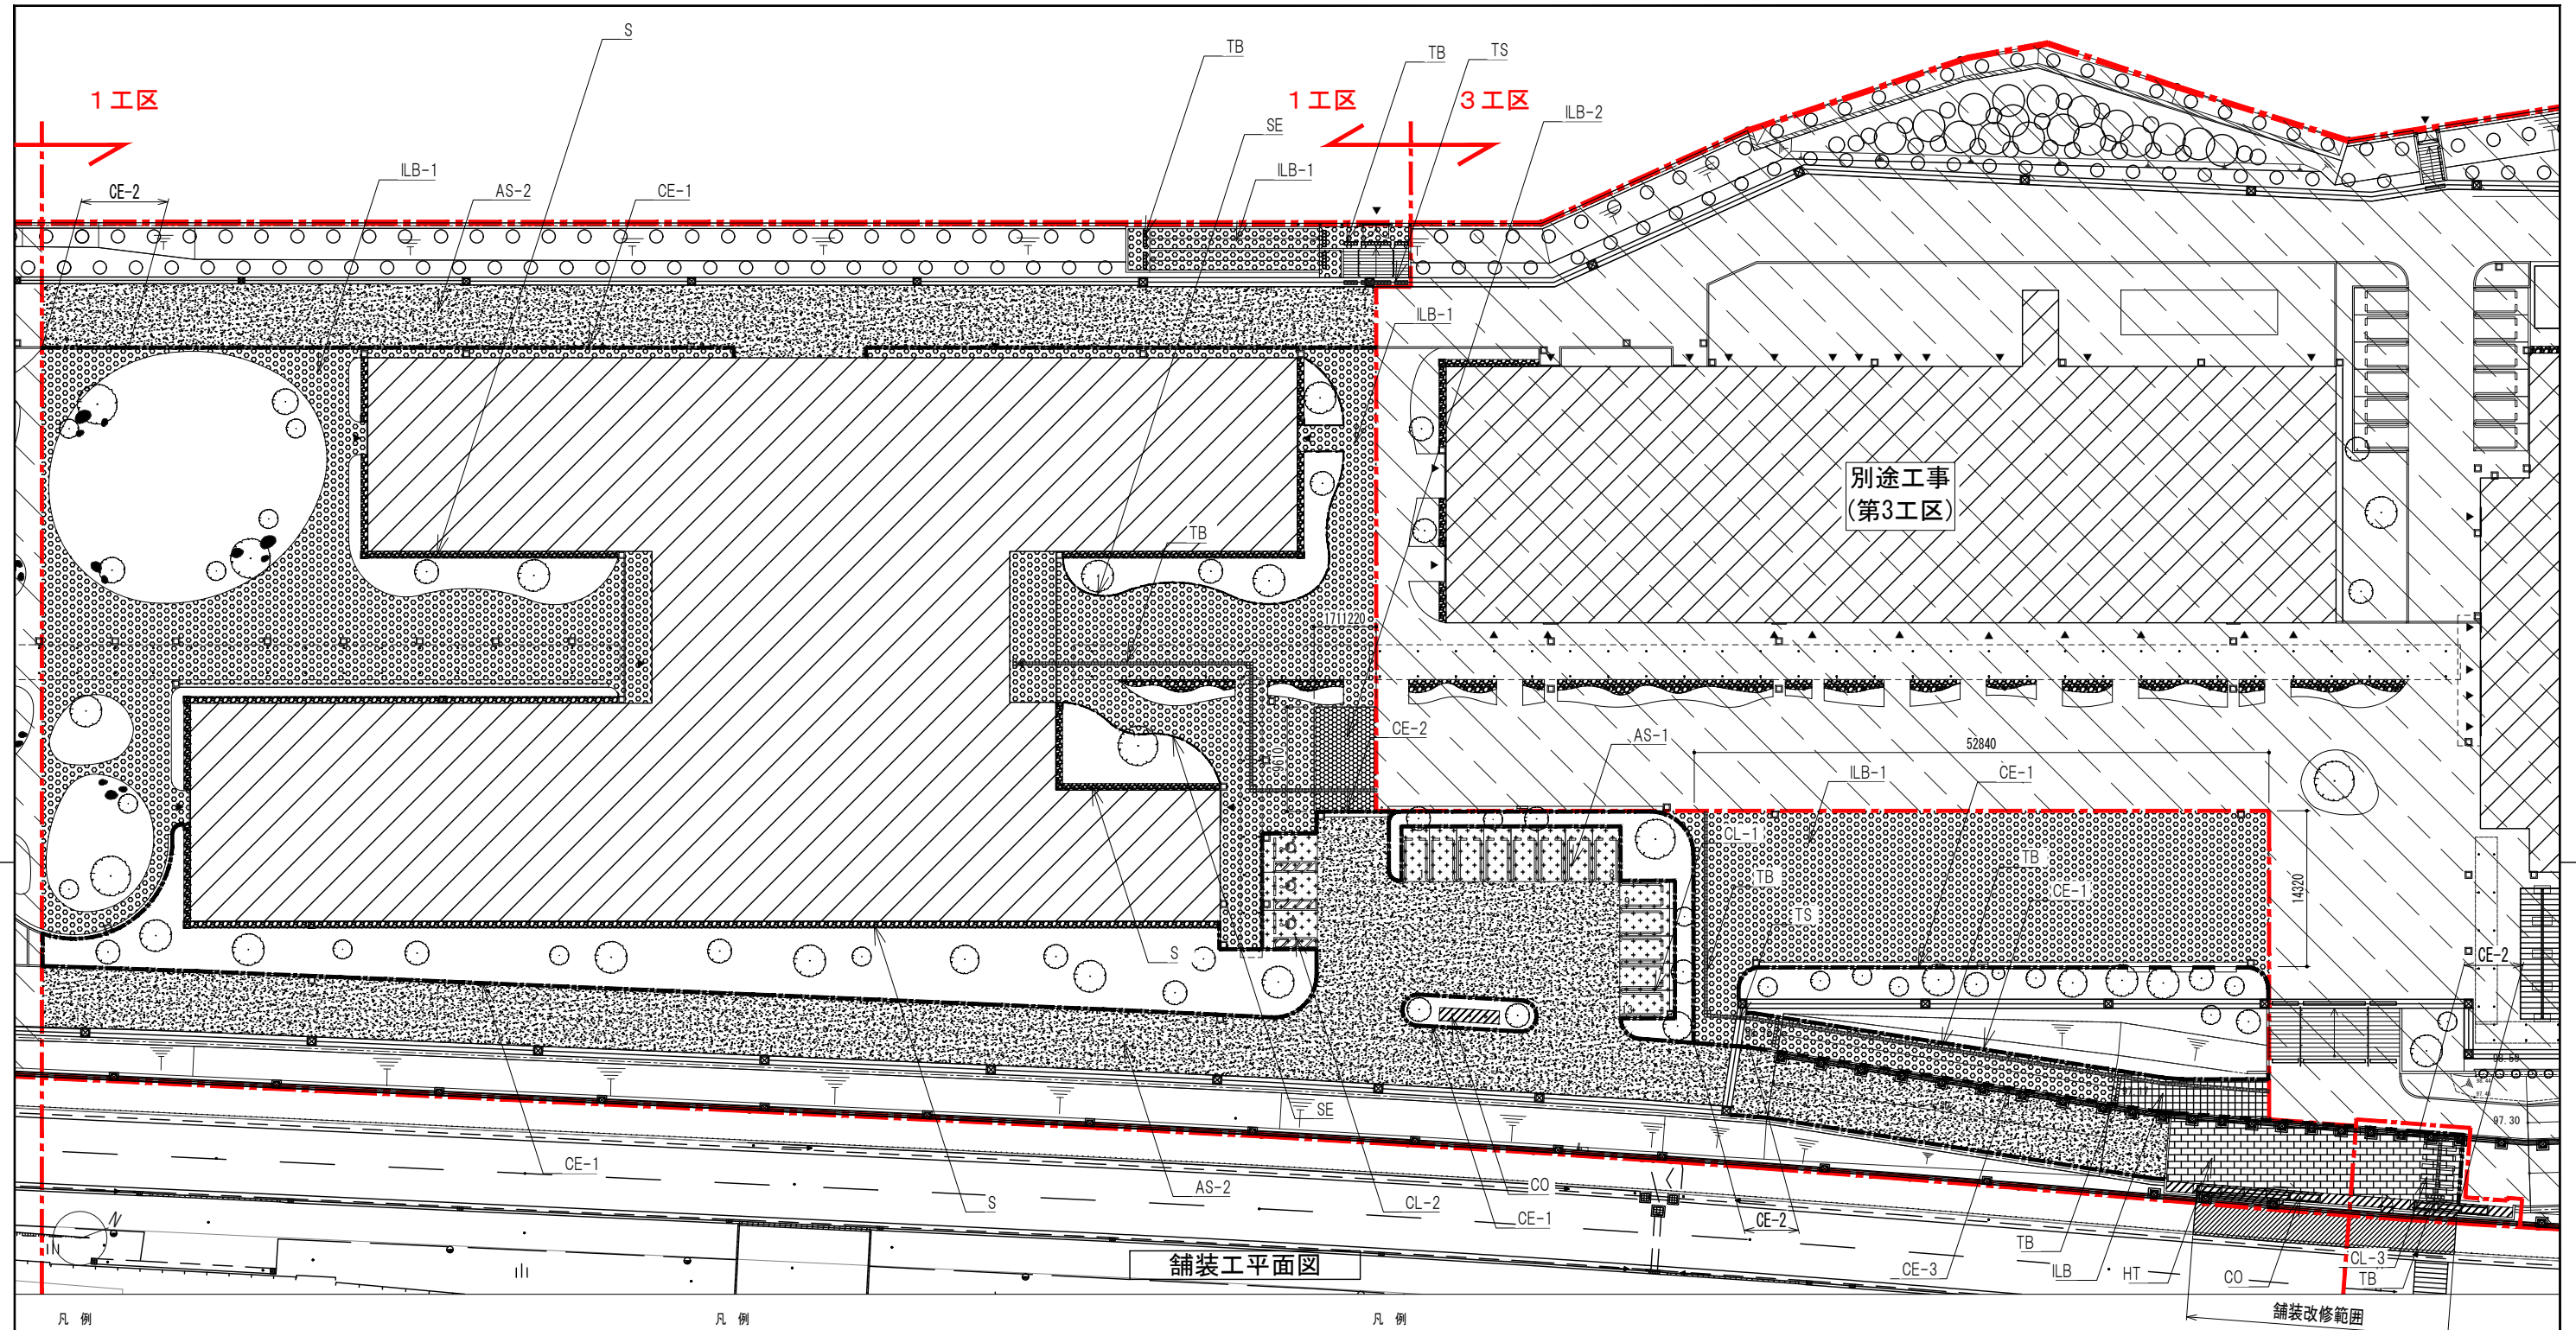 S
TB
TB
TS
1工区
1工区
3工区
SE
ILB-2
CE-2
ILB-1
AS-2
CE-1
ILB-1
ILB-1
別途工事
(第3工区)
TB
1711220
CE-2
AS-1
52840
ILB-1
CE-1
9610
CL-1
TB
TB
CE-1
14320
TS
S
CE-2
SE
97.30
CE-1
AS-2
S
CL-2
CO
CE-1
CE-2
TB
CE-3
ILB
HT
CO
CL-3
TB
N
舗装工平面図
舗装改修範囲
凡 例
凡 例
凡 例